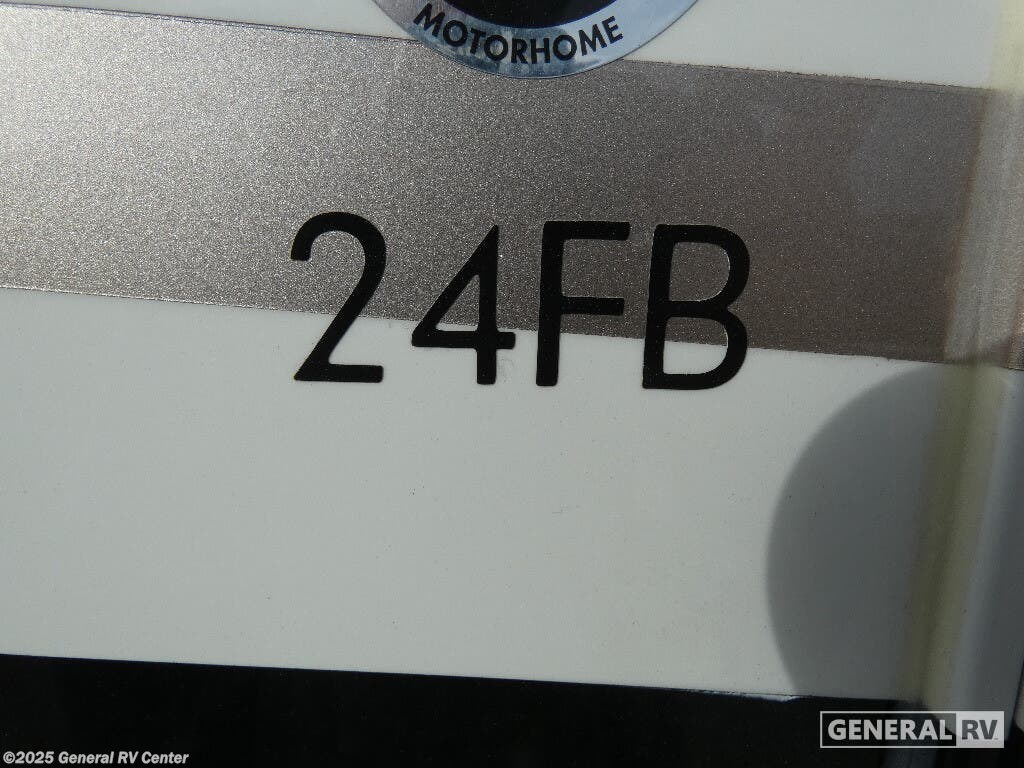 MOTORHOME
24FB
GENERAL RV
©2025 General RV Center